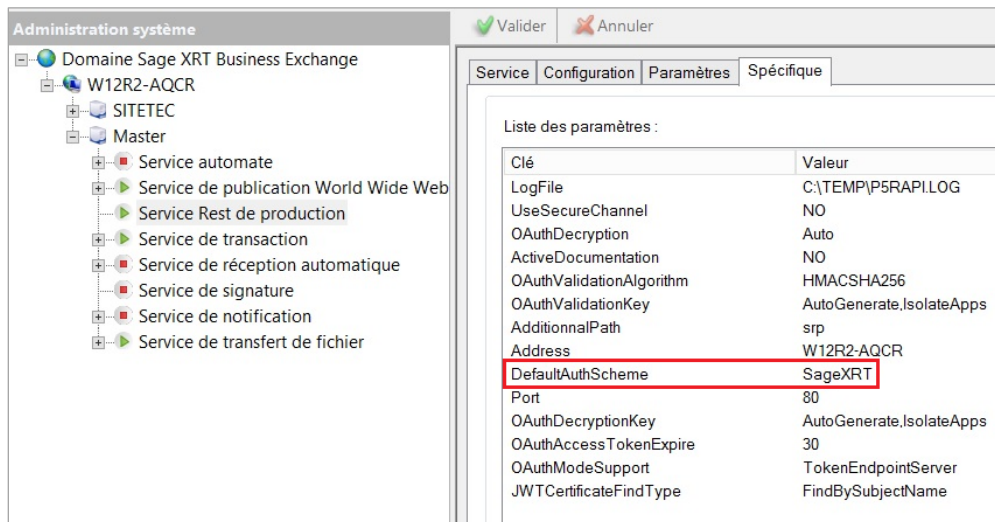 Administration système
Domaine Sage XRT Business Exchange
W12R2-AQCR
SITETEC
Master
Service automate
Service de publication World Wide Web
Service Rest de production
Service de transaction
Service de réception automatique
Service de signature
Service de notification
Service de transfert de fichier
Valider Annuler
Service Configuration Paramètres Spécifique
Liste des paramètres :
Clé Valeur
LogFile C:\TEMP\P5RAPI.LOG
UseSecureChannel NO
OAuthDecryption Auto
ActiveDocumentation NO
OAuthValidationAlgorithm HMACSHA256
OAuthValidationKey AutoGenerate,IsolateApps
AdditionnalPath srp
Address W12R2-AQCR
DefaultAuthScheme SageXRT
Port 80
OAuthDecryptionKey AutoGenerate,IsolateApps
OAuthAccessTokenExpire 30
OAuthModeSupport TokenEndpointServer
JWTCertificateFindType FindBySubjectName